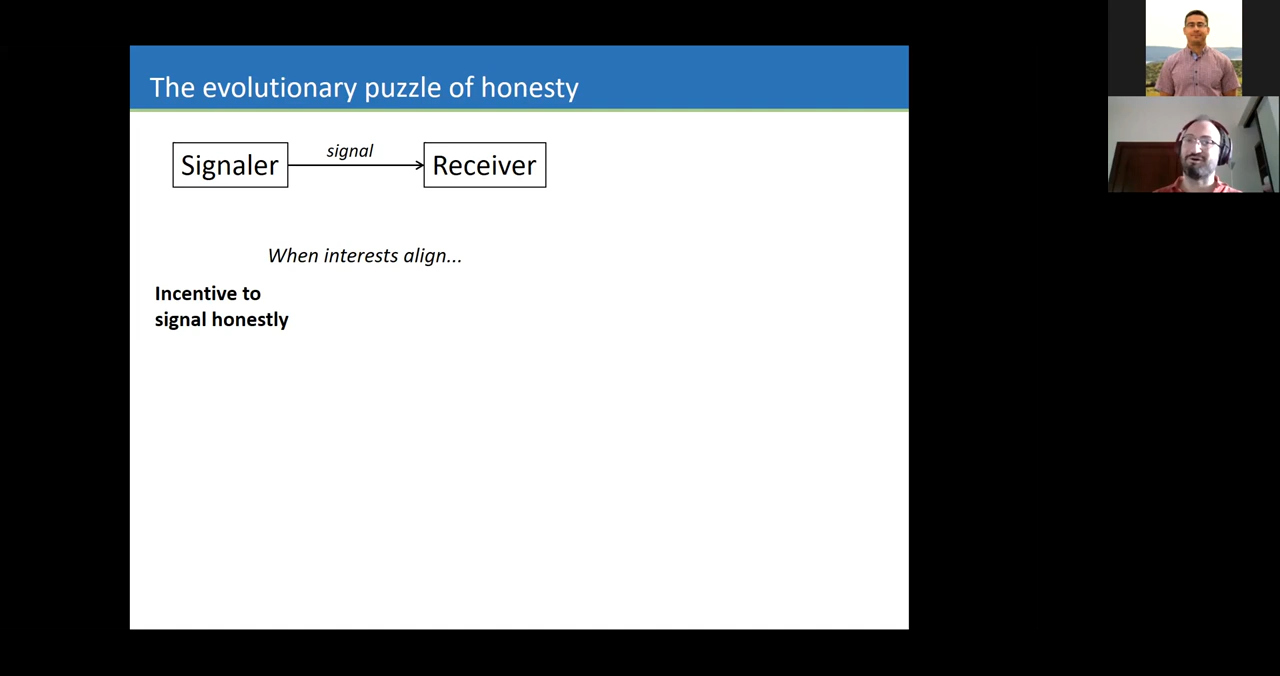 The evolutionary puzzle of honesty
Signaler
signal
Receiver
When interests align...
Incentive to
signal honestly